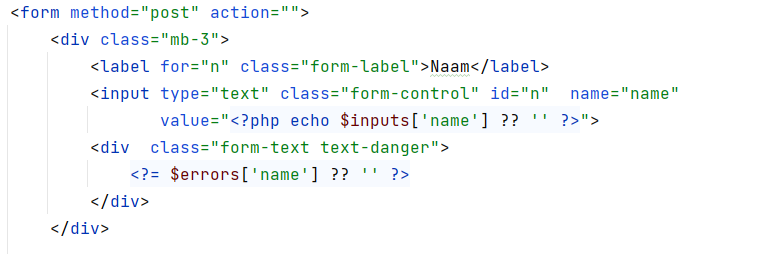 <form method="post" action="">
    <div class="mb-3">
        <label for="n" class="form-label">Naam</label>
        <input type="text" class="form-control" id="n"  name="name"
               value="<?php echo $inputs['name'] ?? '' ?>">
        <div  class="form-text text-danger">
            <?= $errors['name'] ?? '' ?>
        </div>
    </div>